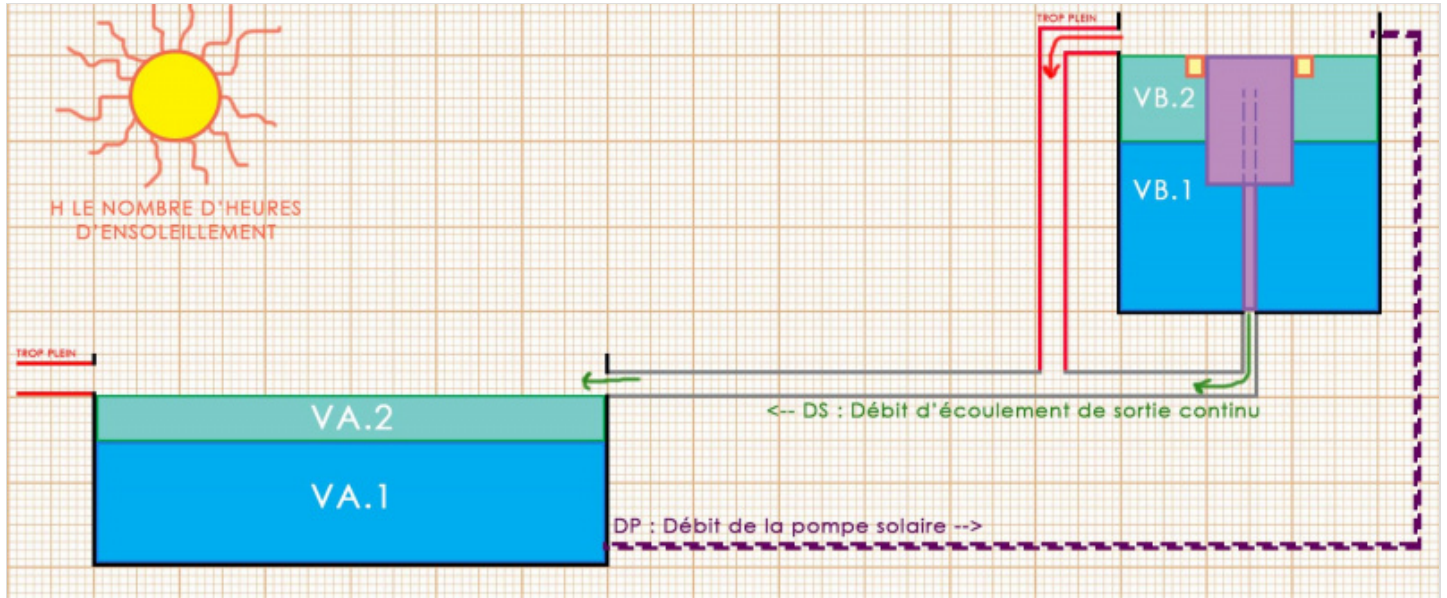 TROP PLEIN
VB.2
VB.1
H LE NOMBRE D'HEURES
D'ENSOLEILLEMENT
TROP PLEIN
VA.2
<-- DS : Débit d'écoulement de sortie continu
VA.1
DP : Débit de la pompe solaire -->